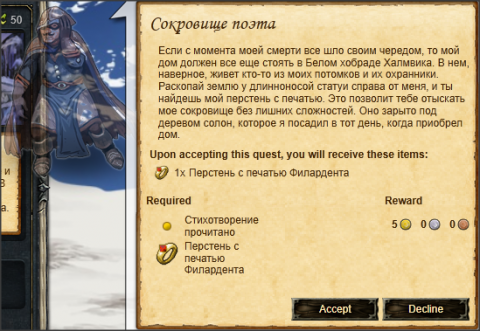 50
Сокровище поэта
Если с момента моей смерти все шло своим чередом, то мой
дом должен все еще стоять в Белом хобраде Халмвика. В нем,
наверное, живет кто-то из моих потомков и их охранники.
Раскопай землю у длинноносой статуи справа от меня, и ты
найдешь мой перстень с печатью. Это позволит тебе отыскать
мое сокровище без лишних сложностей. Оно зарыто под
деревом солон, которое я посадил в тот день, когда приобрел
дом.
Upon accepting this quest, you will receive these items:
1x Перстень с печатью Филардента
Required
Reward
Стихотворение
прочитано
5 0 0
Перстень с
печатью
Филардента
Accept
Decline